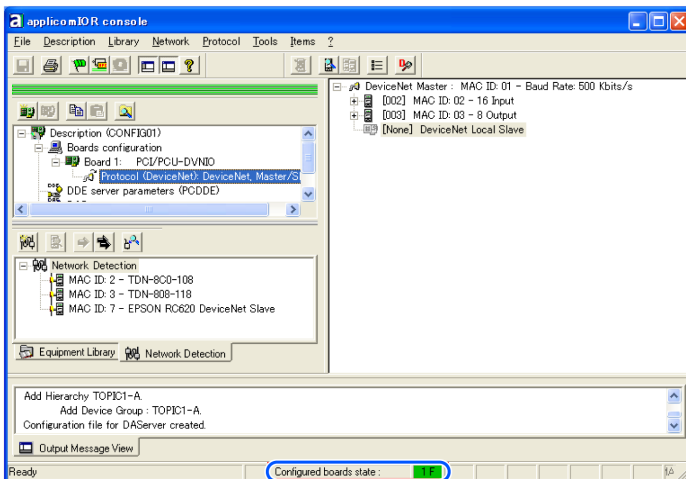 applicomIOR console
File Description Library Network Protocol Tools Items ?
DeviceNet Master : MAC ID: 01 - Baud Rate: 500 Kbits/s
[002] MAC ID: 02 - 16 Input
[003] MAC ID: 03 - 8 Output
[None] DeviceNet Local Slave
Description (CONFIG01)
Boards configuration
Board 1: PCI/PCU-DVNIO
Protocol (DeviceNet): DeviceNet, Master/S
DDE server parameters (PCDDE)
Network Detection
MAC ID: 2 - TDN-8C0-108
MAC ID: 3 - TDN-808-118
MAC ID: 7 - EPSON RC620 DeviceNet Slave
Equipment Library Network Detection
Add Hierarchy TOPIC1-A.
Add Device Group : TOPIC1-A.
Configuration file for DAServer created.
Output Message View
Ready Configured boards state : 1 F